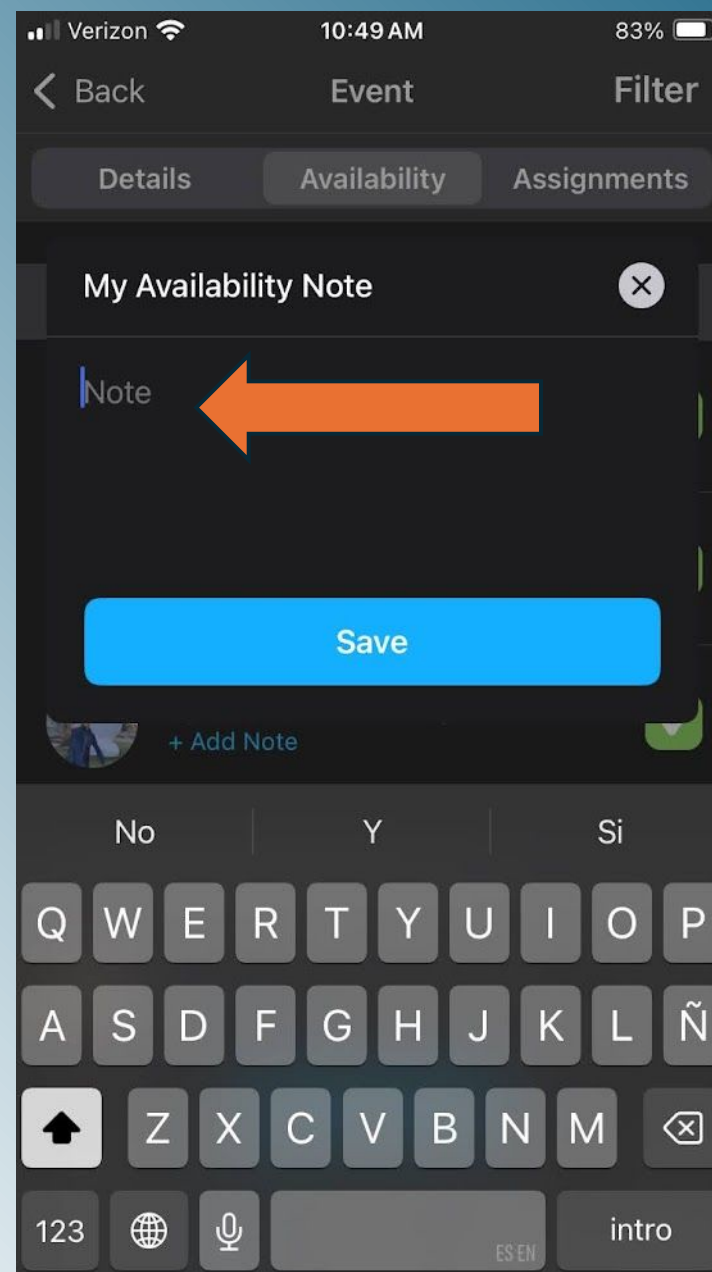 Verizon 10:49 AM 83%
Back Event Filter
Details Availability Assignments
My Availability Note
Note
Save
+ Add Note
No Y Si
Q W E R T Y U I O P
A S D F G H J K L Ñ
Z X C V B N M
123 ES EN intro